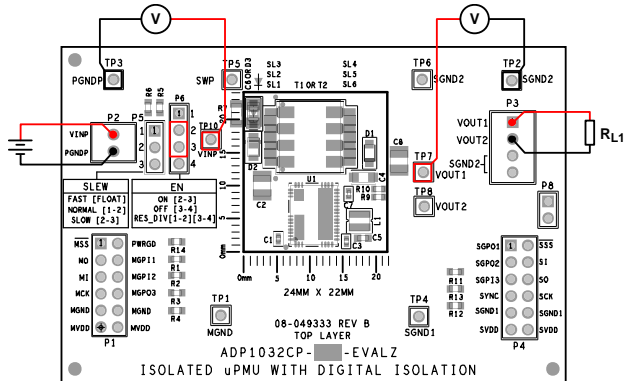 V
V
TP3
PGNDP
TP5
SWP
C6 OR D3
SL3
SL2
SL1
SL4
SL5
SL6
T1 OR T2
TP6
SGND2
TP2
SGND2
R6
R5
P6
P2
P5
VINP
PGNDP
1
2
3
1
2
3
4
TP10
VINP
D2
D1
C8
P3
VOUT1
VOUT2
SGND2
RL1
TP7
VOUT1
TP8
VOUT2
P8
SLEW
FAST [FLOAT]
NORMAL [1-2]
SLOW [2-3]
EN
ON [2-3]
OFF [3-4]
RES_DIV[1-2][3-4]
U1
C4
R10
R9
C2
C7
L1
C1
C5
C3
20
15
10
5
0mm
0mm
5
10
15
20
24MM X 22MM
MSS
MO
MI
MCK
MGND
MVDD
1
P1
PWRGD
MGPI1
MGPI2
MGPO3
MGND
MVDD
R14
R1
R2
R3
R4
TP1
MGND
TP4
SGND1
R11
R13
R12
SGPO1
SGPO2
SGPI3
SYNC
SGND1
SVDD
1
SSS
SI
SO
SCK
SGND1
SVDD
P4
08-049333 REV B
TOP LAYER
ADP1032CP- -EVALZ
ISOLATED uPMU WITH DIGITAL ISOLATION